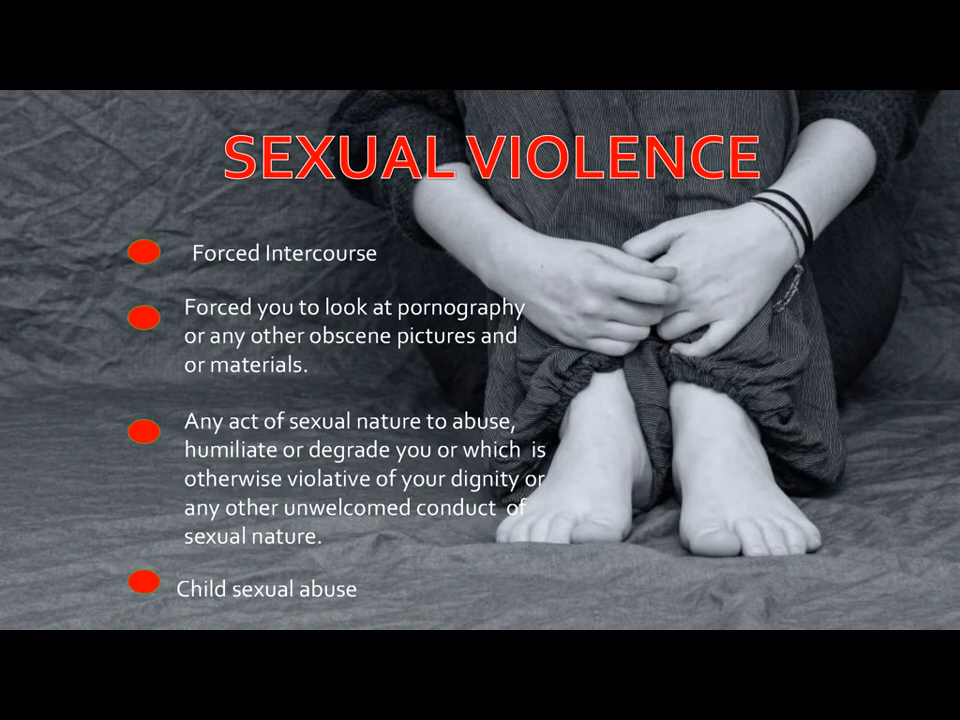 SEXUAL VIOLENCE
Forced Intercourse
Forced you to look at pornography
or any other obscene pictures and
or materials.
Any act of sexual nature to abuse,
humiliate or degrade you or which is
otherwise violative of your dignity or
any other unwelcomed conduct of
sexual nature.
Child sexual abuse